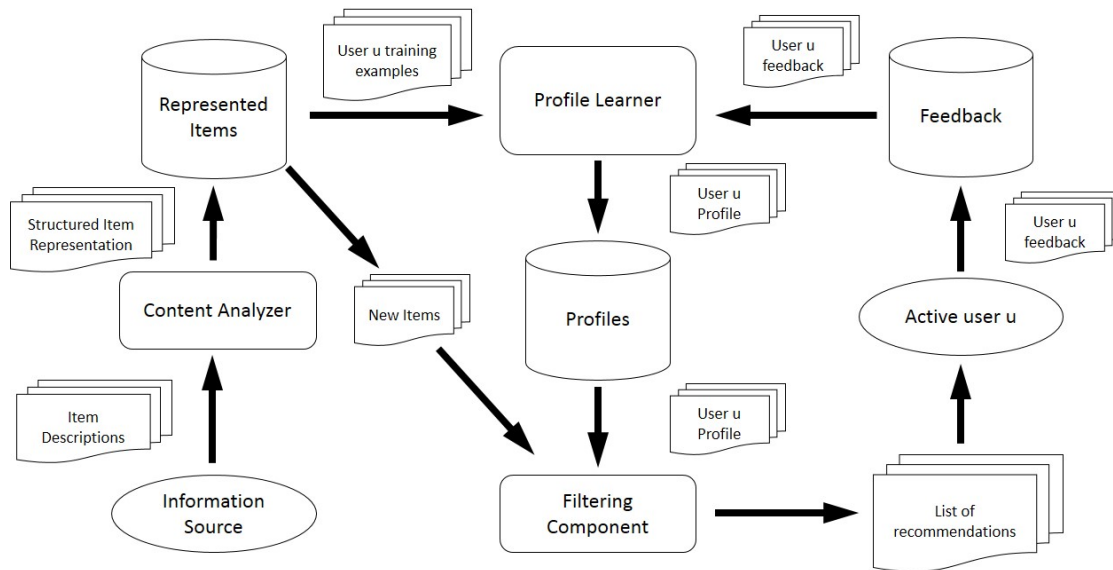 User u training
examples
User u
feedback
Represented
Items
Profile Learner
Feedback
Structured Item
Representation
User u
Profile
User u
feedback
Content Analyzer
New Items
Profiles
Active user u
Item
Descriptions
User u
Profile
Information
Source
Filtering
Component
List of
recommendations